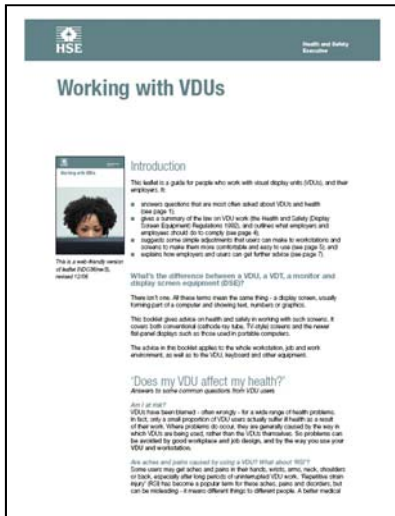 HSE
Health and Safety
Executive
Working with VDUs
Working with VDUs
This is a web-friendly version
of leaflet INDG36(rev3),
revised 12/06
Introduction
This leaflet is a guide for people who work with visual display units (VDUs), and their
employers. It:
answers questions that are most often asked about VDUs and health
(see page 1);
gives a summary of the law on VDU work (the Health and Safety (Display
Screen Equipment) Regulations 1992), and outlines what employers and
employees should do to comply (see page 4);
suggests some simple adjustments that users can make to workstations and
screens to make them more comfortable and easy to use (see page 5); and
explains how employers and users can get further advice (see page 7).
What's the difference between a VDU, a VDT, a monitor and
display screen equipment (DSE)?
There isn't one. All these terms mean the same thing - a display screen, usually
forming part of a computer and showing text, numbers or graphics.
This booklet gives advice on health and safety in working with such screens. It
covers both conventional (cathode ray tube, TV-style) screens and the newer
flat-panel displays such as those used in portable computers.
The advice in this booklet applies to the whole workstation, job and work
environment, as well as to the VDU, keyboard and other equipment.
'Does my VDU affect my health?'
Answers to some common questions from VDU users
Am I at risk?
VDUs have been blamed - often wrongly - for a wide range of health problems.
In fact, only a small proportion of VDU users actually suffer ill health as a result
of their work. Where problems do occur, they are generally caused by the way in
which VDUs are being used, rather than the VDUs themselves. So problems can
be avoided by good workplace and job design, and by the way you use your
VDU and workstation.
Are aches and pains caused by using a VDU? What about 'RSI'?
Some users may get aches and pains in their hands, wrists, arms, neck, shoulders
or back, especially after long periods of uninterrupted VDU work. 'Repetitive strain
injury' (RSI) has become a popular term for these aches, pains and disorders, but
can be misleading - it means different things to different people. A better medical